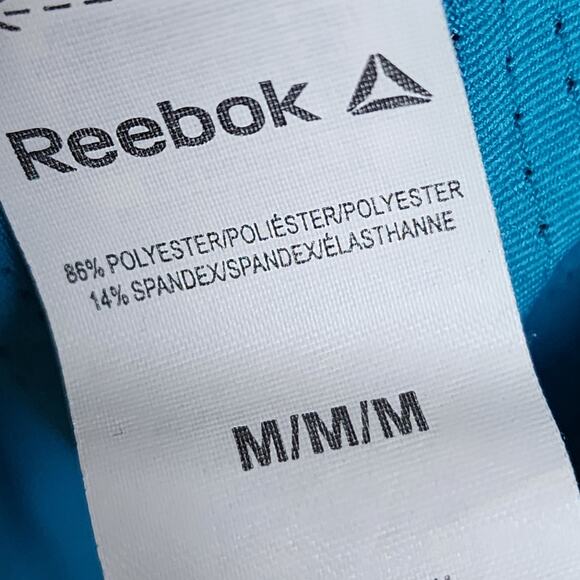 Reebok
86% POLYESTER/POLIÉSTER/POLYESTER
14% SPANDEX/SPANDEX/ÉLASTHANNE
M/M/M